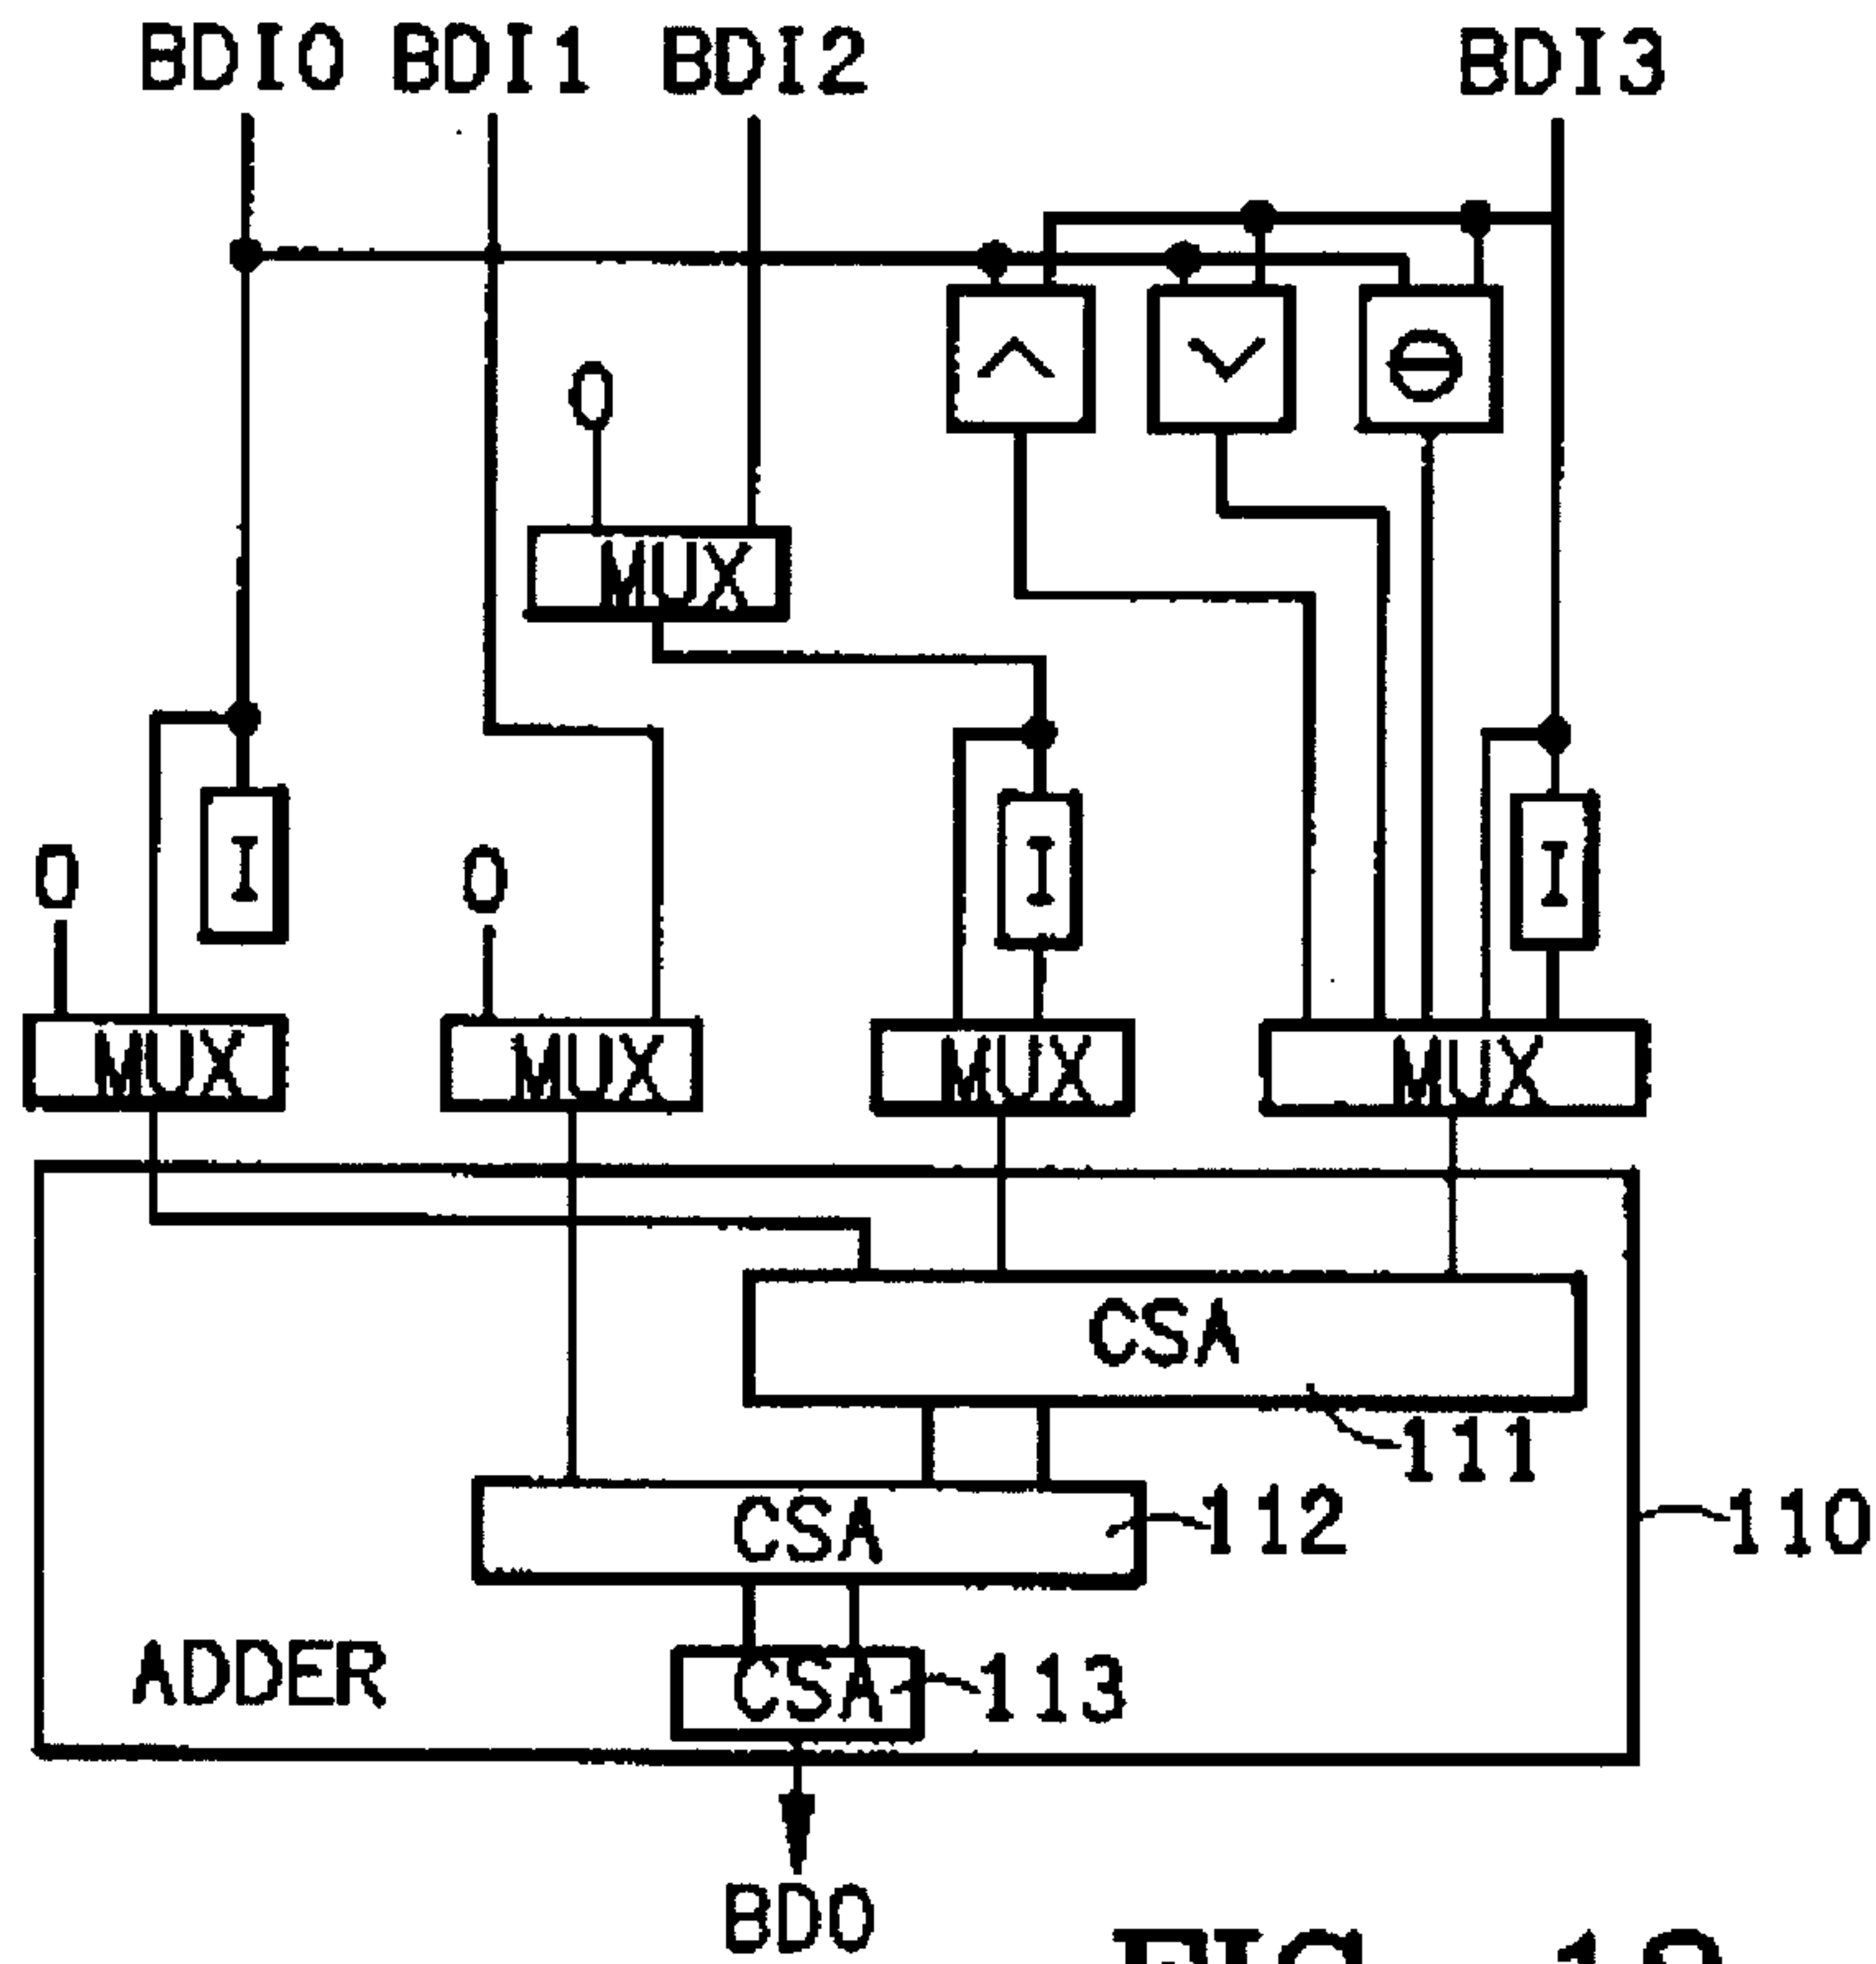 BDI0 BDI1 BDI2 BDI3
0
MUX
I I I
0 0
MUX MUX MUX MUX
CSA
111
CSA 112 110
ADDER CSA 113
BDO